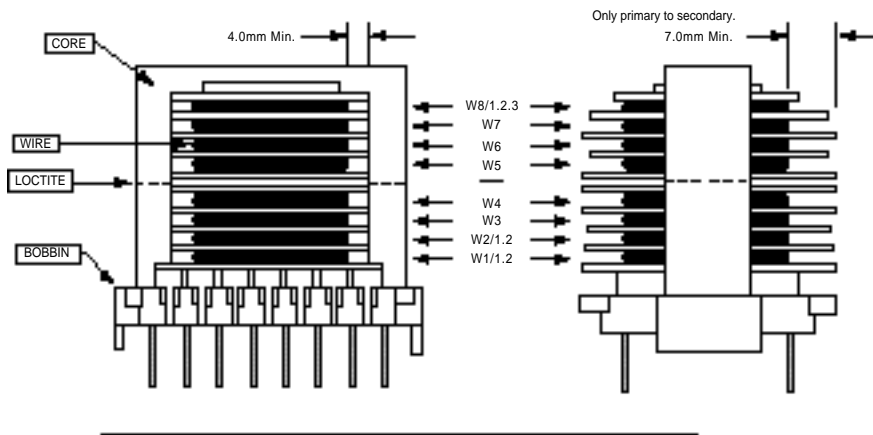 Only primary to secondary.
4.0mm Min.
7.0mm Min.
CORE
W8/1.2.3
W7
WIRE
W6
W5
LOCTITE
W4
W3
W2/1.2
BOBBIN
W1/1.2